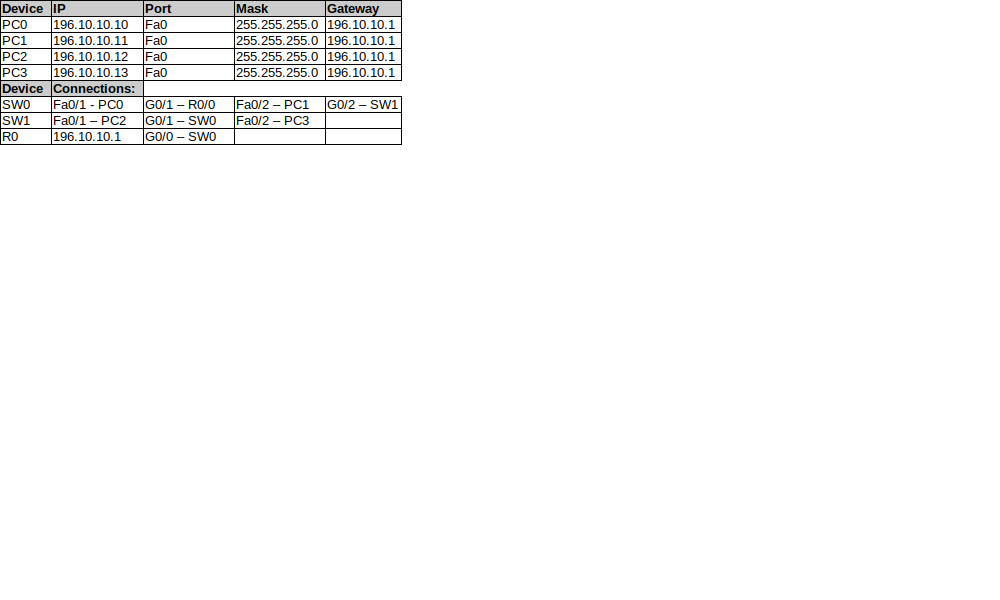 Device IP Port Mask Gateway
PC0 196.10.10.10 Fa0 255.255.255.0 196.10.10.1
PC1 196.10.10.11 Fa0 255.255.255.0 196.10.10.1
PC2 196.10.10.12 Fa0 255.255.255.0 196.10.10.1
PC3 196.10.10.13 Fa0 255.255.255.0 196.10.10.1
Device Connections:
SW0 Fa0/1 - PC0 G0/1 – R0/0 Fa0/2 – PC1 G0/2 – SW1
SW1 Fa0/1 – PC2 G0/1 – SW0 Fa0/2 – PC3
R0 196.10.10.1 G0/0 – SW0